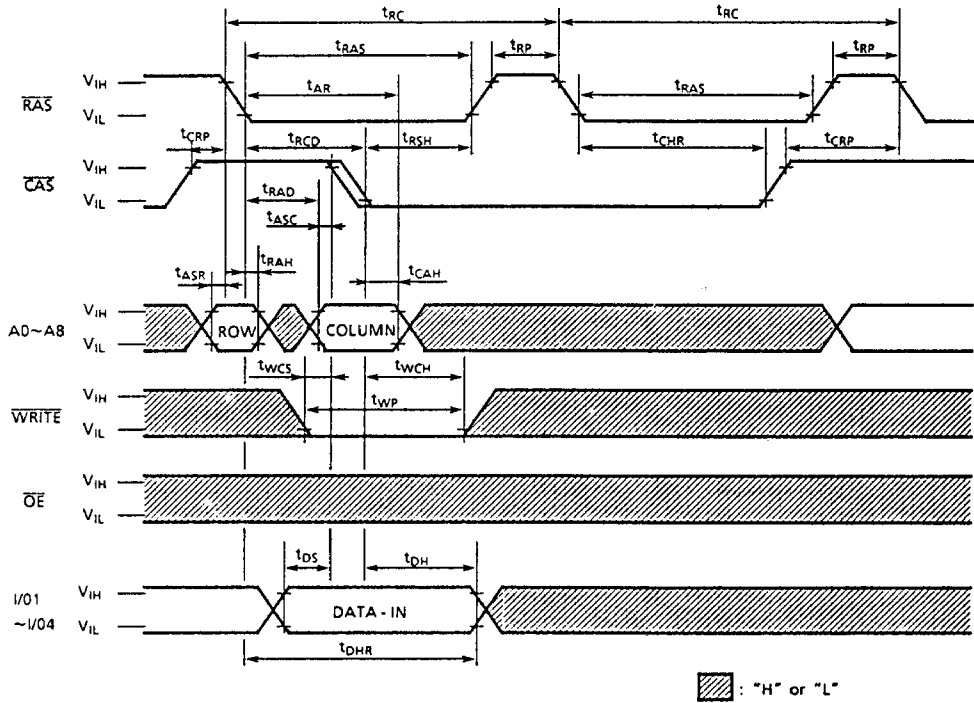 tRC tRC
tRAS tRP tRP
tAR tRAS
RAS VIH
VIL
tCRP tRCD tRSH tCHR tCRP
CAS VIH
VIL
tRAD
tASC
tASR tRAH tCAH
A0~A8 VIH
VIL
ROW COLUMN
tWCS tWCH
WRITE VIH
VIL
tWP
OE VIH
VIL
tDS tDH
I/01
~I/04
VIH
VIL
DATA-IN
tDHR
: "H" or "L"